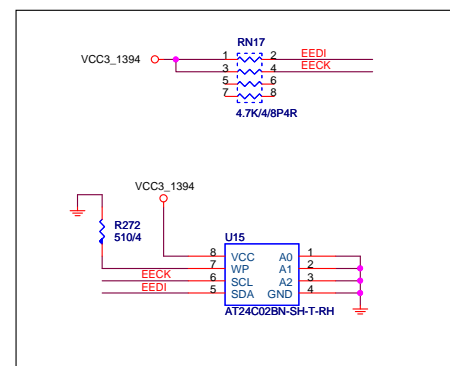 RN17
VCC3_1394
1 2 EEDI
3 4 EECK
5 6
7 8
4.7K/4/8P4R
VCC3_1394
R272
510/4
U15
8 VCC A0 1
7 WP A1 2
EECK 6 SCL A2 3
EEDI 5 SDA GND 4
AT24C02BN-SH-T-RH